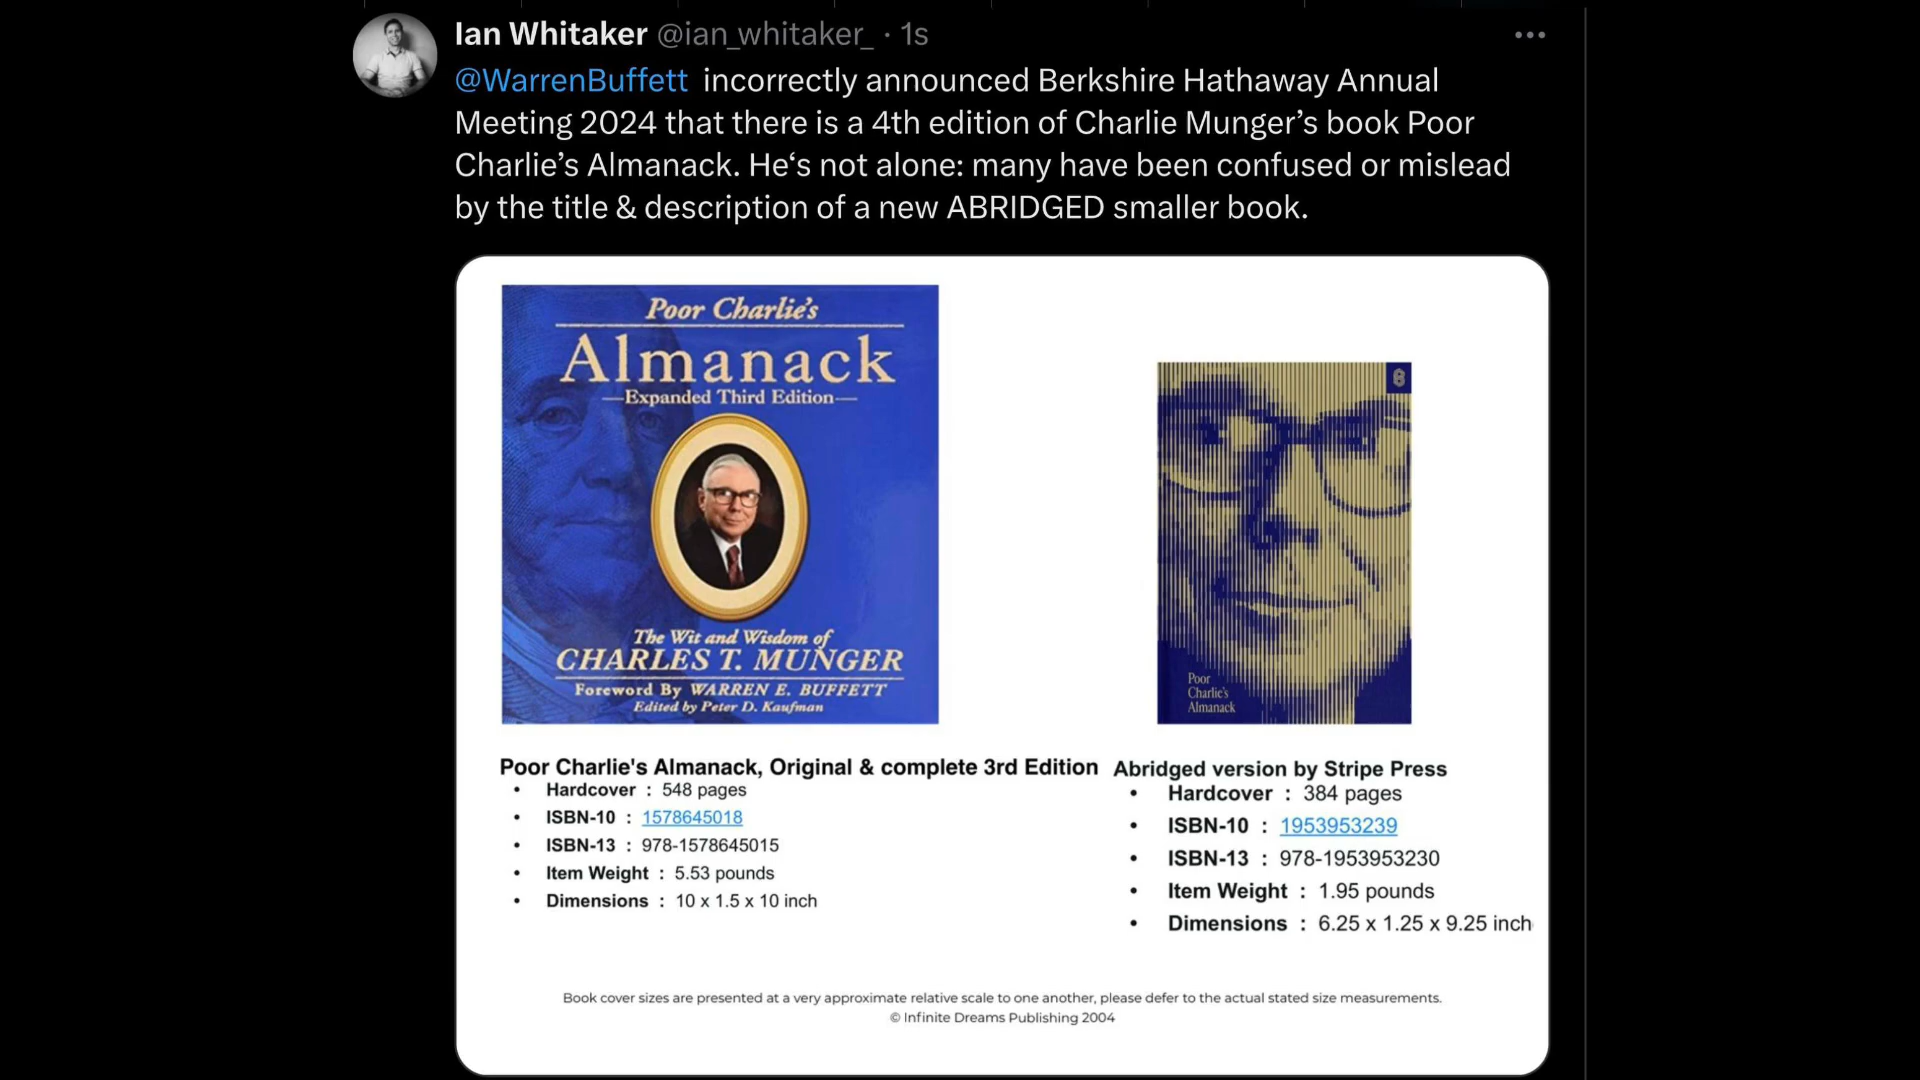 Ian Whitaker @ian_whitaker_ · 1s
@WarrenBuffett incorrectly announced Berkshire Hathaway Annual
Meeting 2024 that there is a 4th edition of Charlie Munger’s book Poor
Charlie’s Almanack. He‘s not alone: many have been confused or mislead
by the title & description of a new ABRIDGED smaller book.
Poor Charlie's
Almanack
—Expanded Third Edition—
The Wit and Wisdom of
CHARLES T. MUNGER
Foreword By WARREN E. BUFFETT
Edited by Peter D. Kaufman
Poor
Charlie's
Almanack
Poor Charlie's Almanack, Original & complete 3rd Edition
• Hardcover : 548 pages
• ISBN-10 : 1578645018
• ISBN-13 : 978-1578645015
• Item Weight : 5.53 pounds
• Dimensions : 10 x 1.5 x 10 inch
Abridged version by Stripe Press
• Hardcover : 384 pages
• ISBN-10 : 1953953239
• ISBN-13 : 978-1953953230
• Item Weight : 1.95 pounds
• Dimensions : 6.25 x 1.25 x 9.25 inch
Book cover sizes are presented at a very approximate relative scale to one another, please defer to the actual stated size measurements.
© Infinite Dreams Publishing 2004